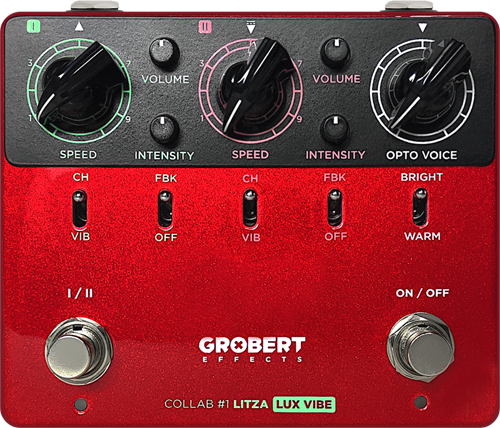 I II
VOLUME VOLUME
3 7 3 7
1 9 1 9
SPEED INTENSITY SPEED INTENSITY OPTO VOICE
CH FBK CH FBK BRIGHT
VIB OFF VIB OFF WARM
I / II ON / OFF
GROBERT
EFFECTS
COLLAB #1 LITZA LUX VIBE